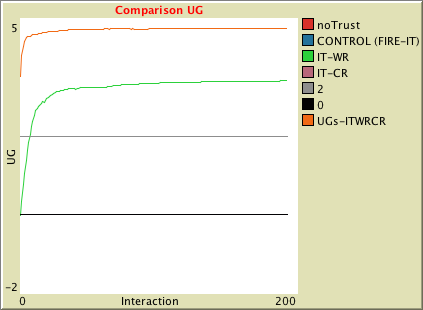 Comparison UG
5
UG
-2
0
Interaction
200
noTrust
CONTROL (FIRE-IT)
IT-WR
IT-CR
2
0
UGs-ITWRCR